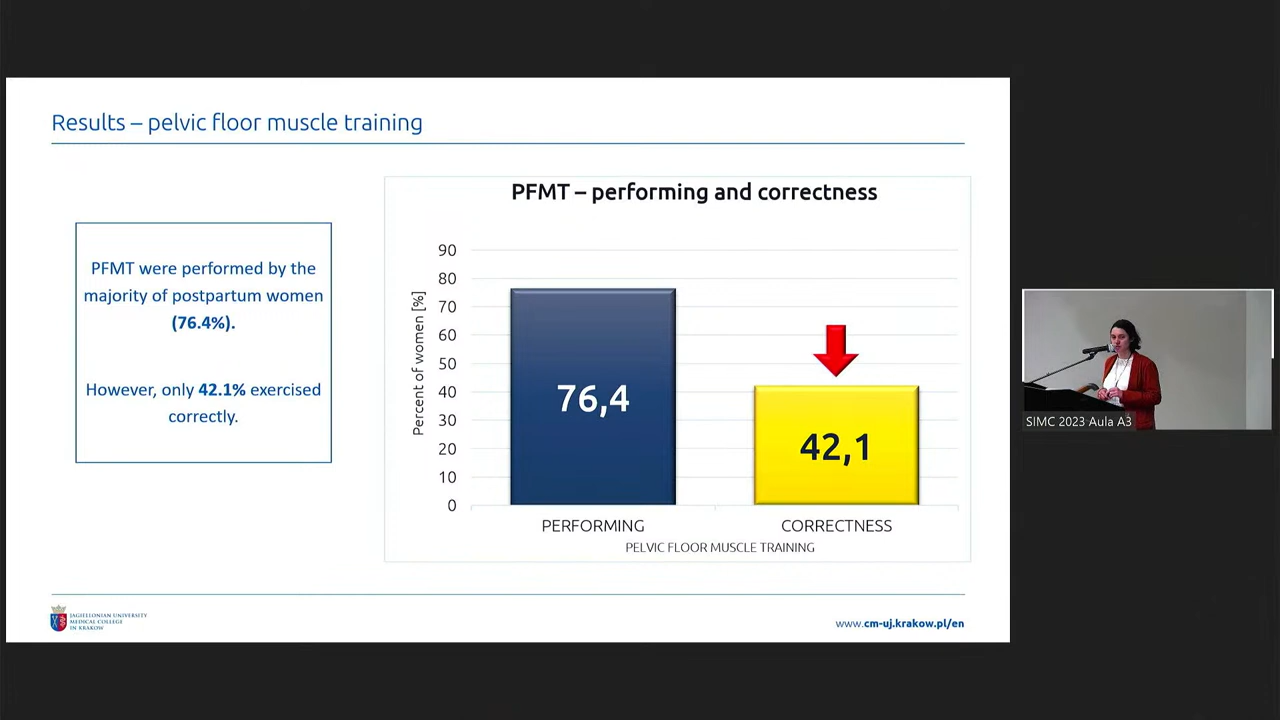 Results – pelvic floor muscle training
PFMT were performed by the
majority of postpartum women
(76.4%).
However, only 42.1% exercised
correctly.
PFMT – performing and correctness
Percent of women [%]
90
80
70
60
50
40
30
20
10
0
76,4
42,1
PERFORMING
CORRECTNESS
PELVIC FLOOR MUSCLE TRAINING
JAGIELLONIAN UNIVERSITY
MEDICAL COLLEGE
IN KRAKOW
www.cm-uj.krakow.pl/en
SIMC 2023 Aula A3